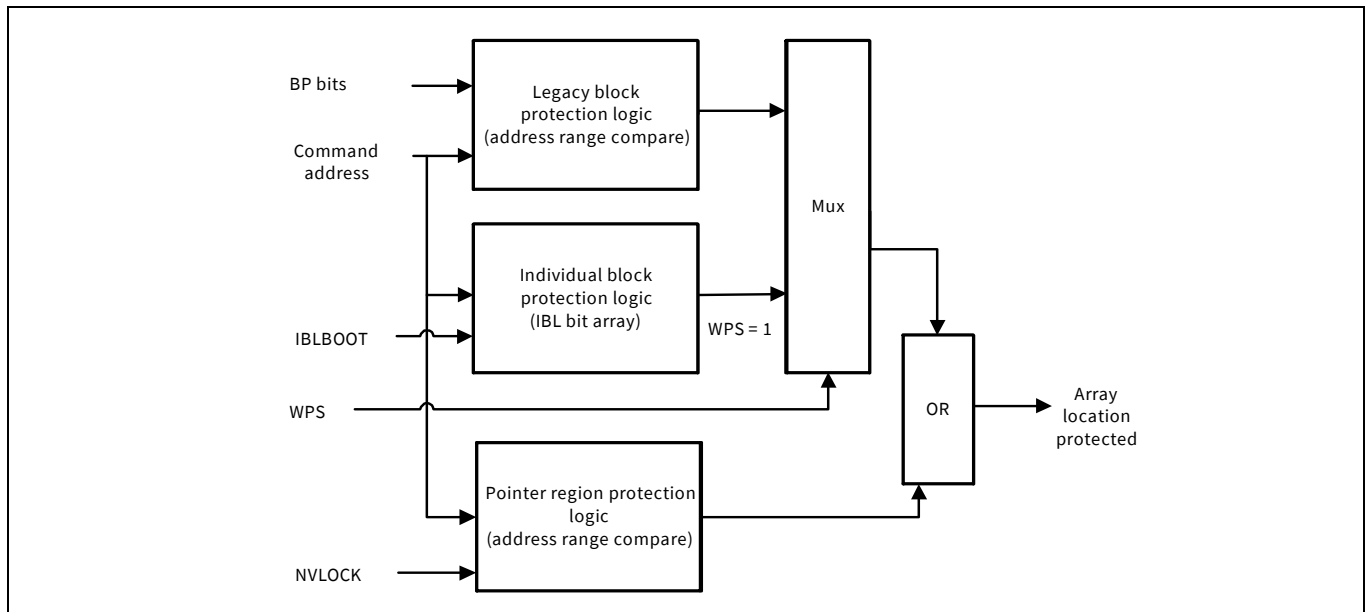 BP bits
Command
address
Legacy block
protection logic
(address range compare)
Mux
Individual block
protection logic
(IBL bit array)
IBLBOOT
WPS = 1
WPS
OR
Array
location
protected
Pointer region protection
logic
(address range compare)
NVLOCK